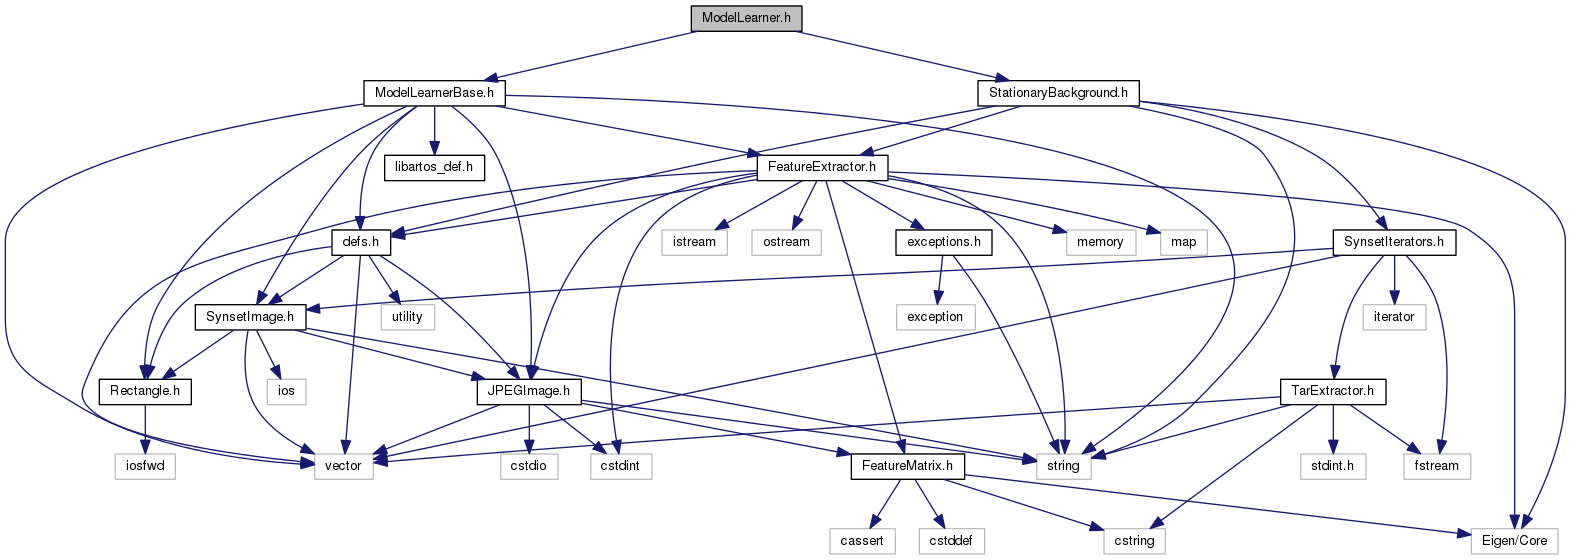 ModelLearner.h
ModelLearnerBase.h
StationaryBackground.h
libartos_def.h
FeatureExtractor.h
defs.h
istream
ostream
exceptions.h
memory
map
SynsetIterators.h
SynsetImage.h
utility
exception
iterator
Rectangle.h
ios
JPEGImage.h
TarExtractor.h
iosfwd
vector
cstdio
cstdint
FeatureMatrix.h
string
stdint.h
fstream
cassert
cstddef
cstring
Eigen/Core